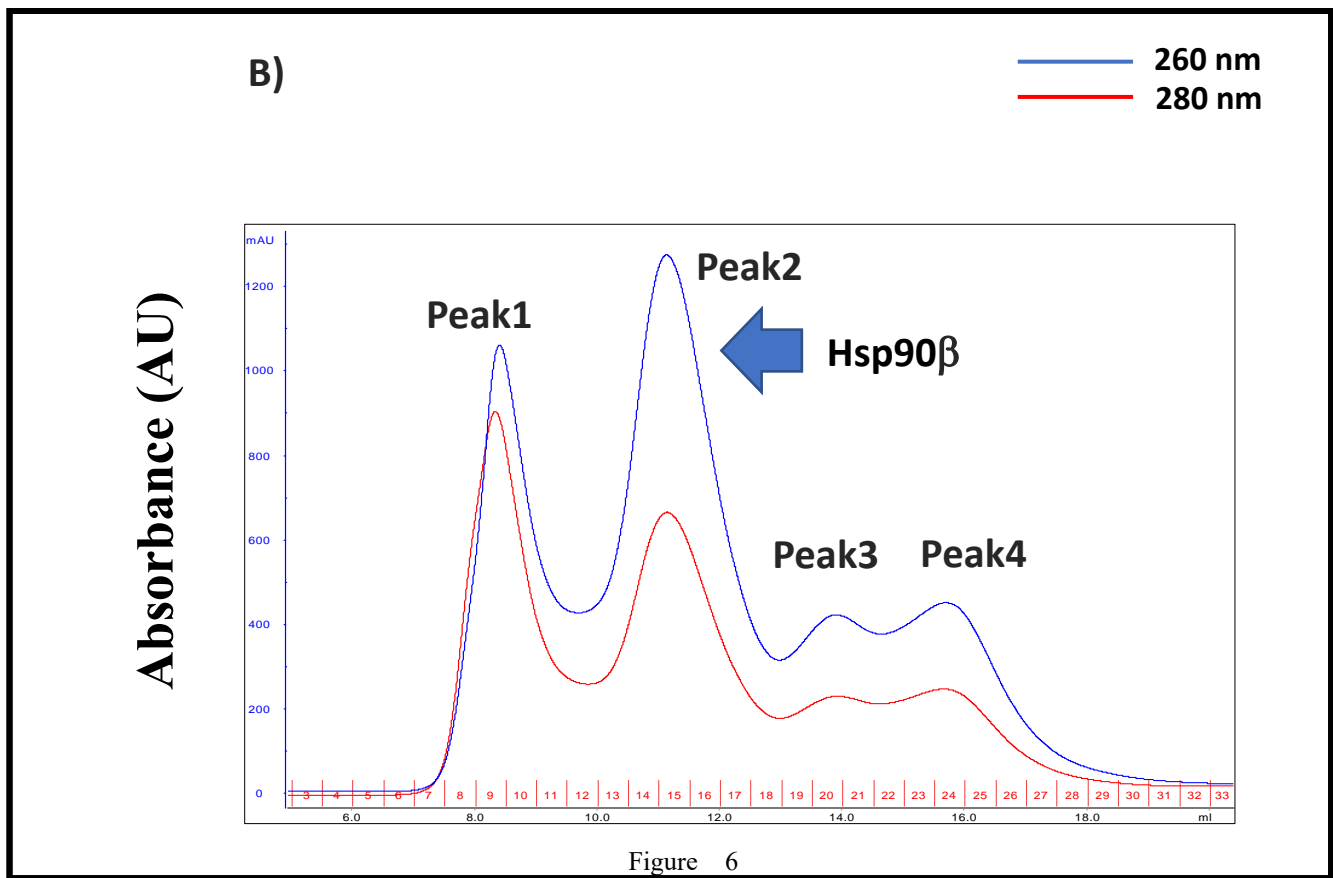 B)
260 nm
280 nm
mAU
1200
1000
800
600
400
200
0
Peak1
Peak2
Hsp90β
Peak3
Peak4
Absorbance (AU)
3 4 5 6 7 8 9 10 11 12 13 14 15 16 17 18 19 20 21 22 23 24 25 26 27 28 29 30 31 32 33
6.0 8.0 10.0 12.0 14.0 16.0 18.0 ml
Figure 6